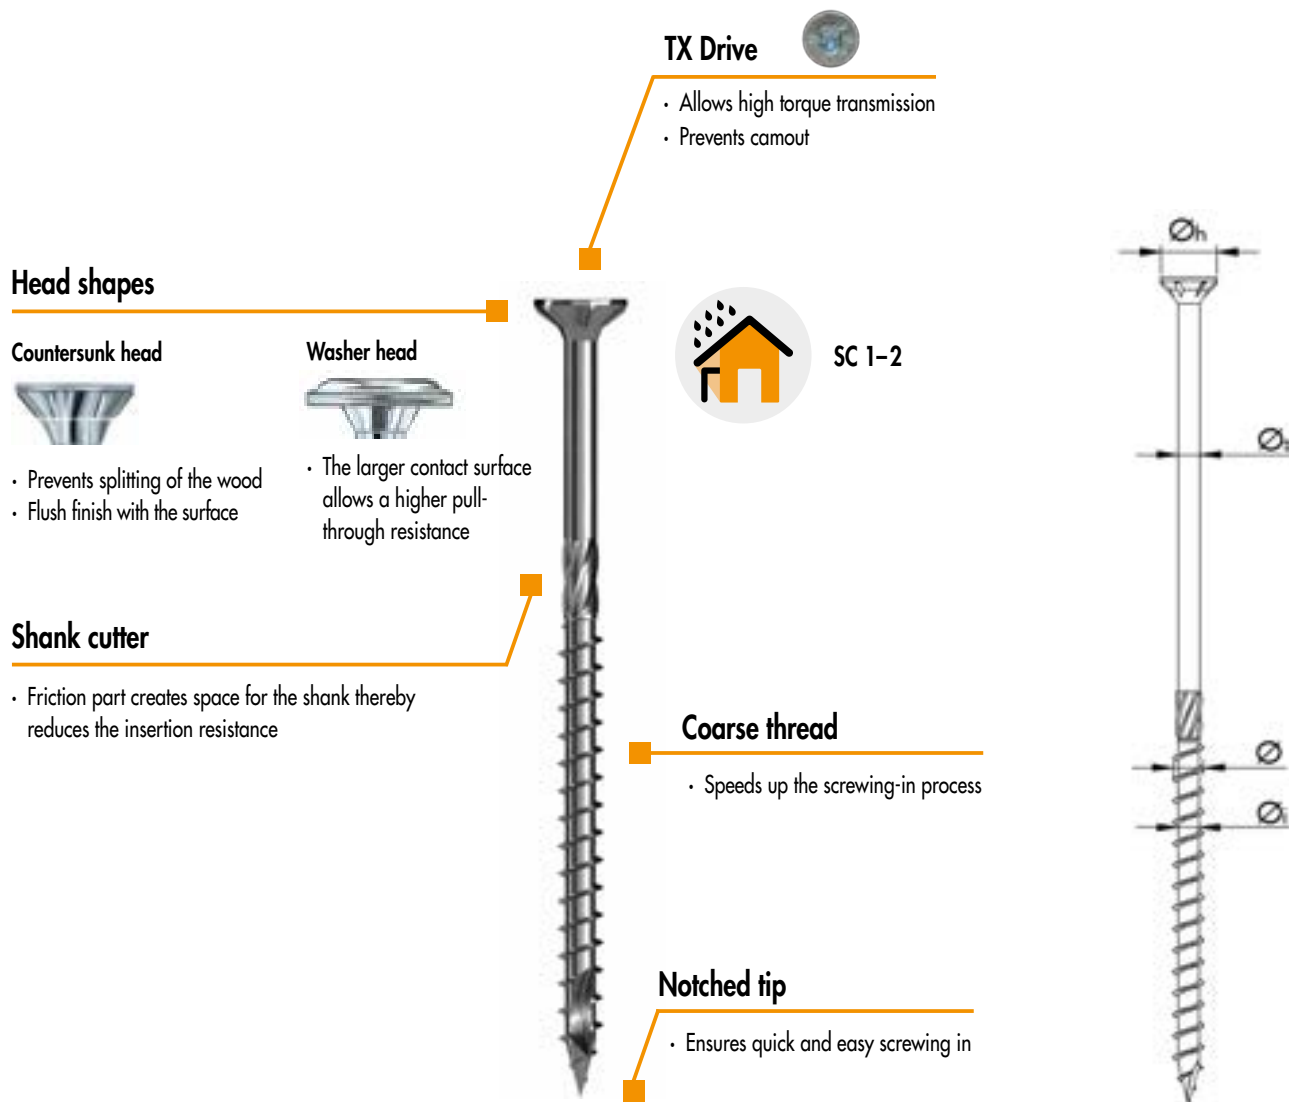 TX Drive
· Allows high torque transmission
· Prevents camout
Head shapes
Countersunk head
· Prevents splitting of the wood
· Flush finish with the surface
Washer head
· The larger contact surface
allows a higher pull-
through resistance
SC 1–2
Shank cutter
· Friction part creates space for the shank thereby
reduces the insertion resistance
Coarse thread
· Speeds up the screwing-in process
Notched tip
· Ensures quick and easy screwing in
Øh
Ø
Ø
Øi